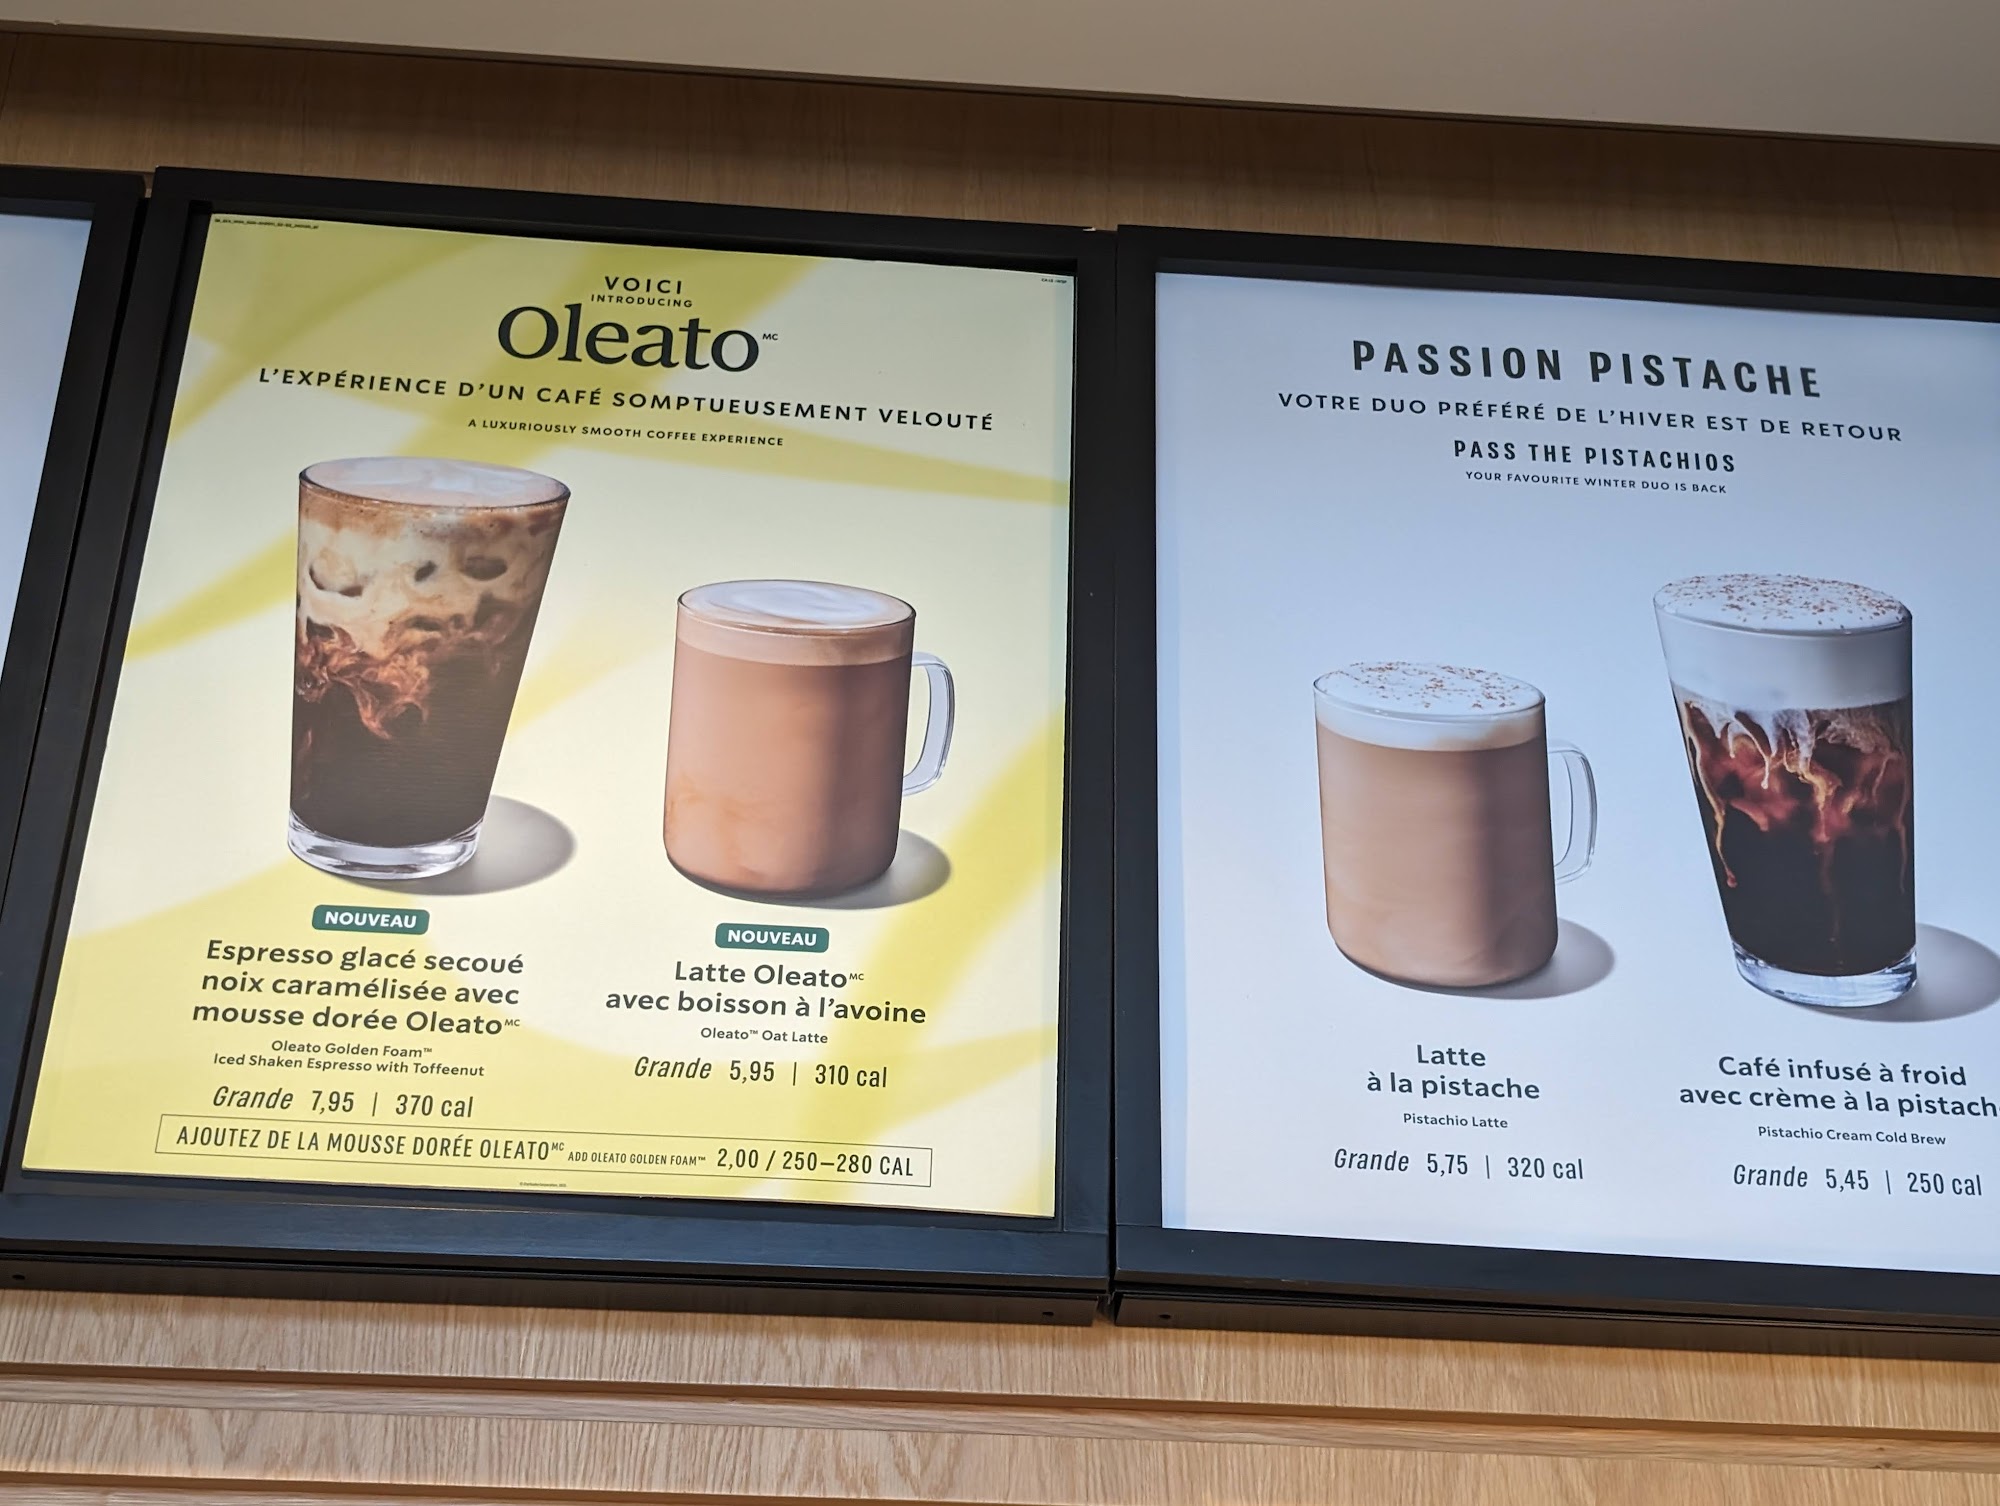 VOICI
INTRODUCING
Oleato MC
L'EXPÉRIENCE D'UN CAFÉ SOMPTUEUSEMENT VELOUTÉ
A LUXURIOUSLY SMOOTH COFFEE EXPERIENCE
NOUVEAU
Espresso glacé secoué
noix caramélisée avec
mousse dorée Oleato MC
Oleato Golden Foam™
Iced Shaken Espresso with Toffeenut
Grande 7,95 | 370 cal
NOUVEAU
Latte Oleato MC
avec boisson à l'avoine
Oleato™ Oat Latte
Grande 5,95 | 310 cal
AJOUTEZ DE LA MOUSSE DORÉE OLEATO MC ADD OLEATO GOLDEN FOAM™ 2,00 / 250–280 CAL
PASSION PISTACHE
VOTRE DUO PRÉFÉRÉ DE L'HIVER EST DE RETOUR
PASS THE PISTACHIOS
YOUR FAVOURITE WINTER DUO IS BACK
Latte
à la pistache
Pistachio Latte
Grande 5,75 | 320 cal
Café infusé à froid
avec crème à la pistach
Pistachio Cream Cold Brew
Grande 5,45 | 250 cal